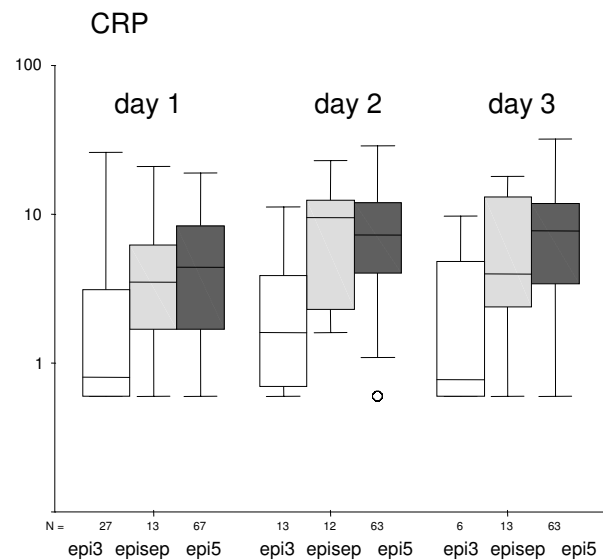 CRP
100
day 1 day 2 day 3
10
1
N = 27 13 67 13 12 63 6 13 63
epi3 episep epi5 epi3 episep epi5 epi3 episep epi5